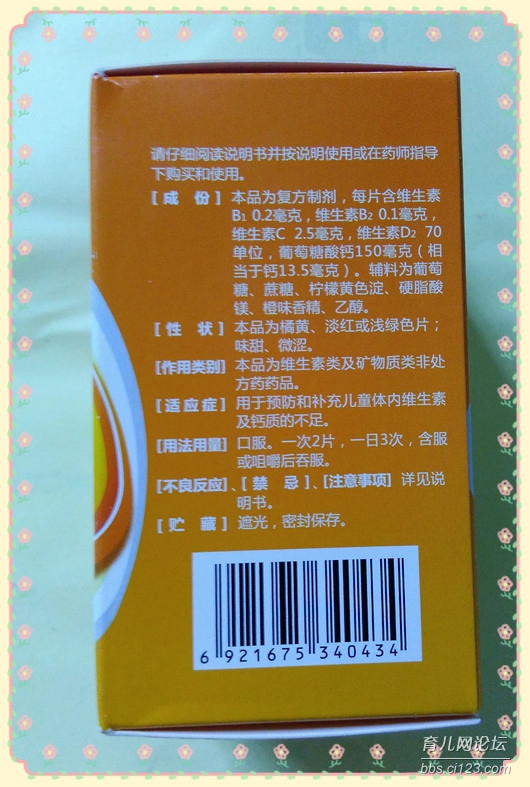 请仔细阅读说明书并按说明使用或在药师指导
下购买和使用。
[成 份] 本品为复方制剂，每片含维生素
B1 0.2毫克，维生素B2 0.1毫克，
维生素C 2.5毫克，维生素D2 70
单位，葡萄糖酸钙150毫克（相
当于钙13.5毫克）。辅料为葡萄
糖、蔗糖、柠檬黄色淀、硬脂酸
镁、橙味香精、乙醇。
[性 状] 本品为橘黄、淡红或浅绿色片；
味甜、微涩。
[作用类别] 本品为维生素类及矿物质类非处
方药药品。
[适应症] 用于预防和补充儿童体内维生素
及钙质的不足。
[用法用量] 口服。一次2片，一日3次，含服
或咀嚼后吞服。
[不良反应]、[禁 忌]、[注意事项] 详见说
明书。
[贮 藏] 遮光，密封保存。
6 921675 340434
育儿网论坛
bbs.ci123.com